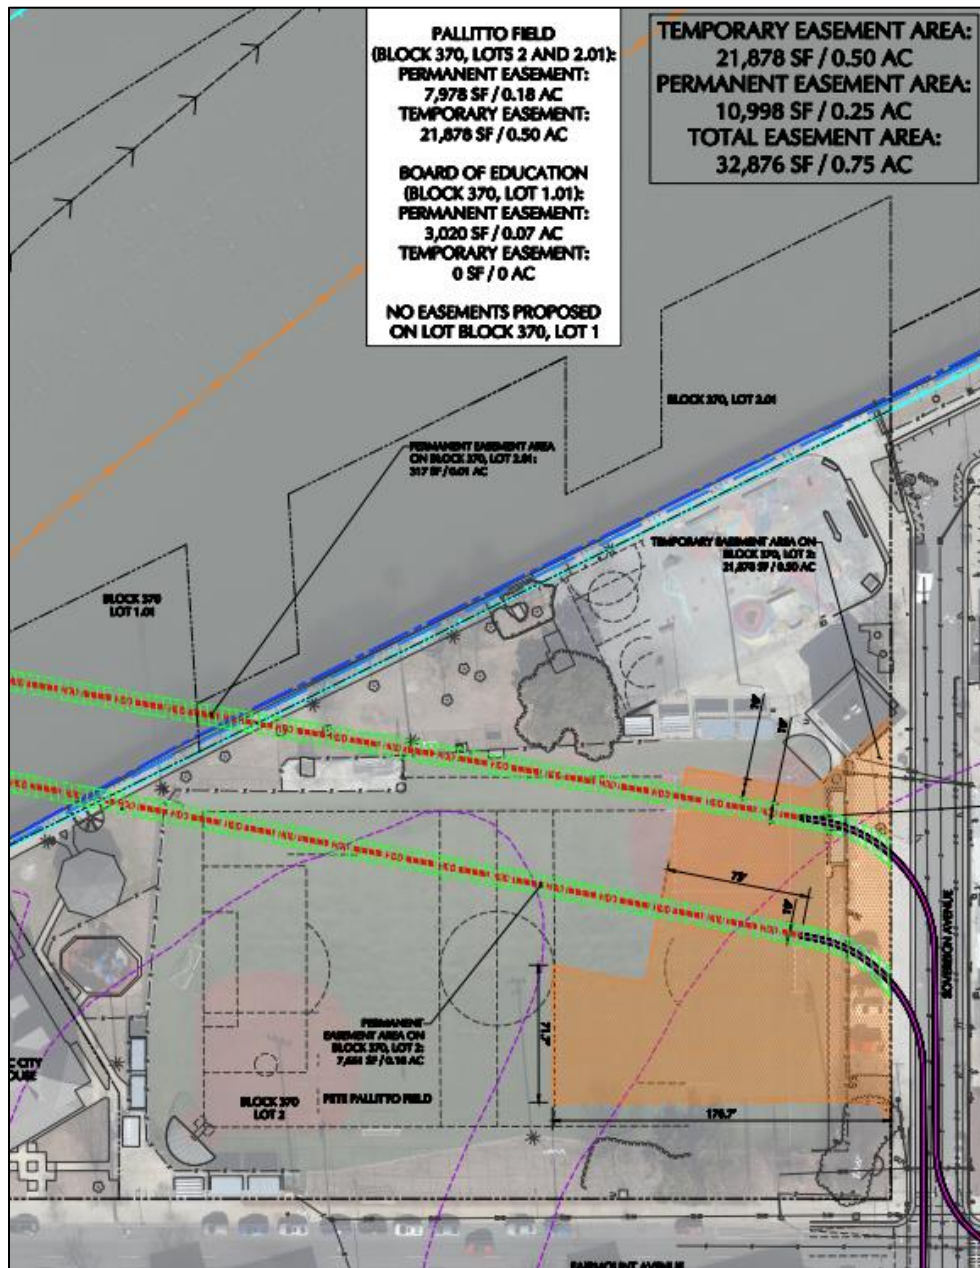 PALLITTO FIELD
(BLOCK 370, LOTS 2 AND 2.01):
PERMANENT EASEMENT:
7,978 SF / 0.18 AC
TEMPORARY EASEMENT:
21,878 SF / 0.50 AC
BOARD OF EDUCATION
(BLOCK 370, LOT 1.01):
PERMANENT EASEMENT:
3,020 SF / 0.07 AC
TEMPORARY EASEMENT:
0 SF / 0 AC
NO EASEMENTS PROPOSED
ON LOT BLOCK 370, LOT 1
TEMPORARY EASEMENT AREA:
21,878 SF / 0.50 AC
PERMANENT EASEMENT AREA:
10,998 SF / 0.25 AC
TOTAL EASEMENT AREA:
32,876 SF / 0.75 AC
BLOCK 370, LOT 2.01
PERMANENT EASEMENT AREA
ON BLOCK 370, LOT 2.01:
317 SF / 0.01 AC
TEMPORARY EASEMENT AREA ON
BLOCK 370, LOT 2:
21,878 SF / 0.50 AC
BLOCK 370
LOT 1.01
75'
SOVEREIGN AVENUE
PERMANENT
EASEMENT AREA ON
BLOCK 370, LOT 2:
7,661 SF / 0.18 AC
BLOCK 370
LOT 2
PETE PALLITTO FIELD
176.7'
C CITY
FAIRMOUNT AVENUE